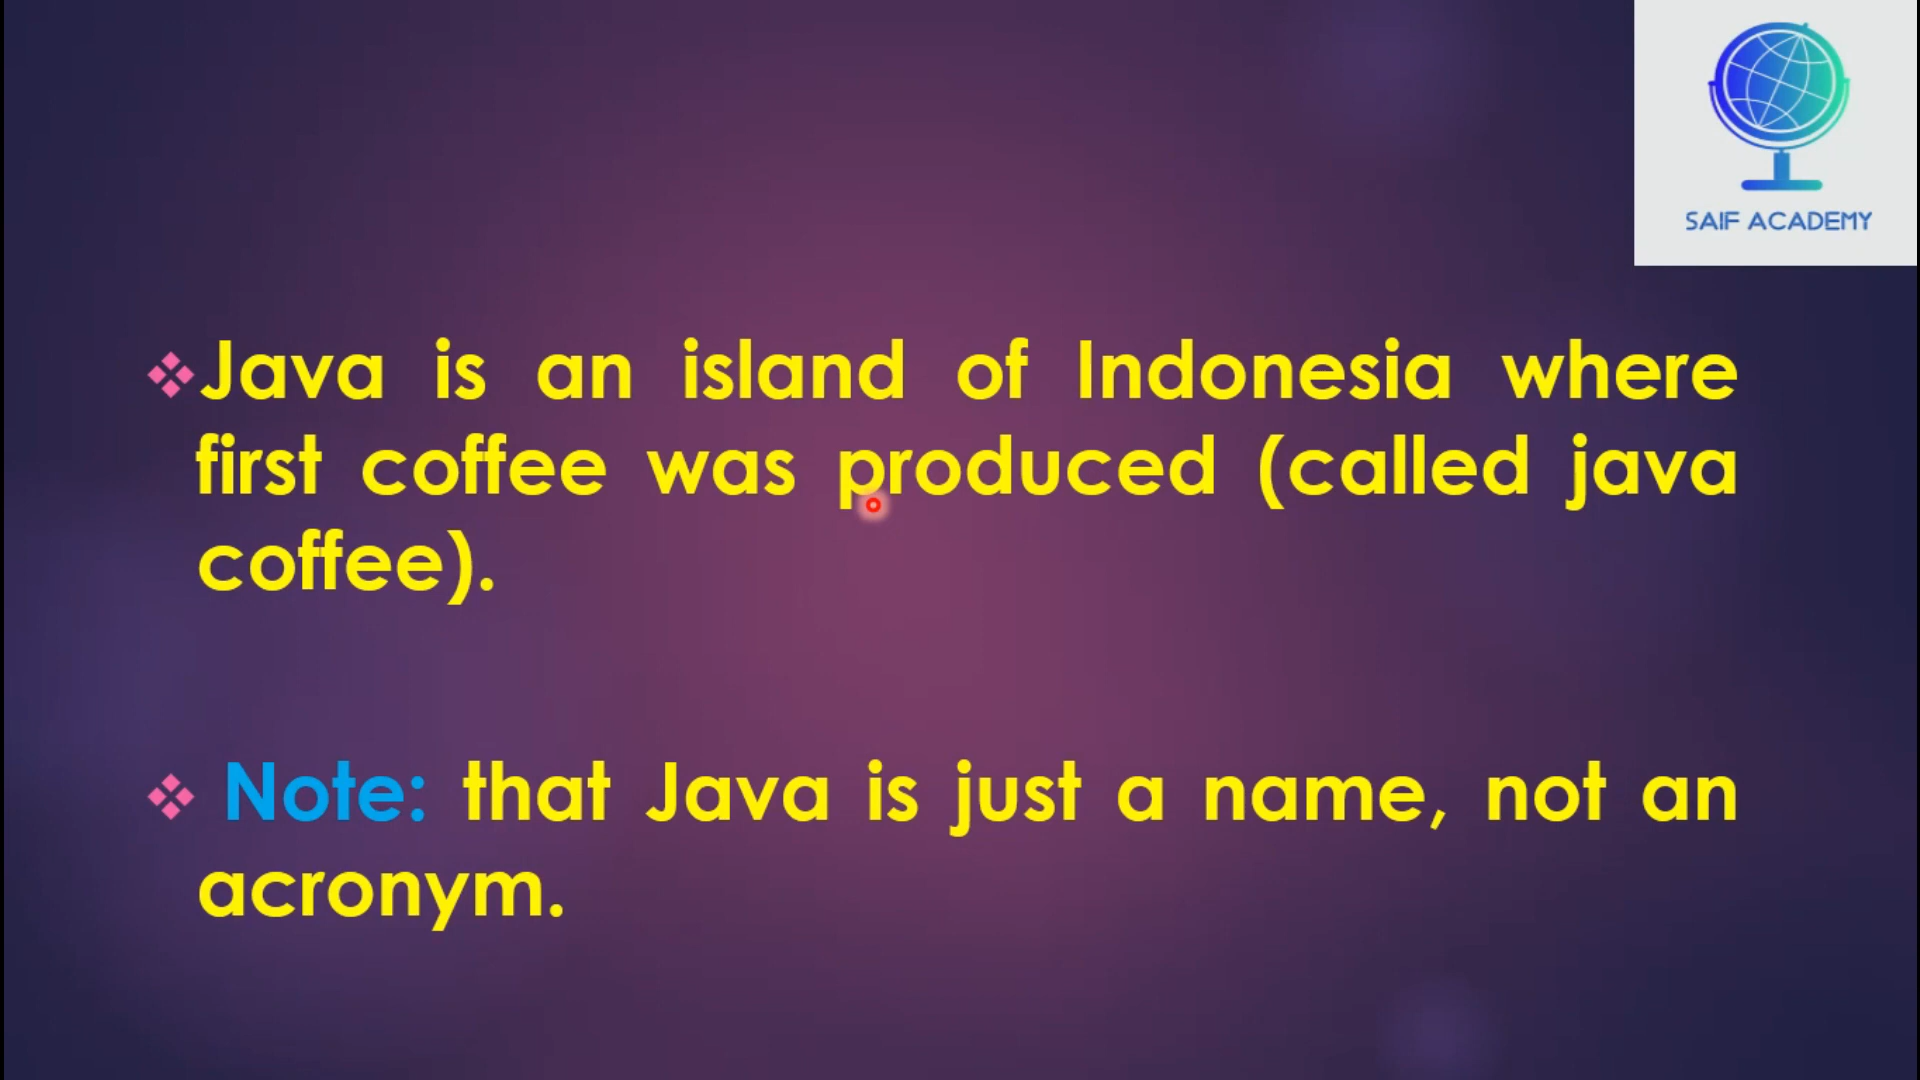 SAIF ACADEMY
Java is an island of Indonesia where
first coffee was produced (called java
coffee).
Note: that Java is just a name, not an
acronym.